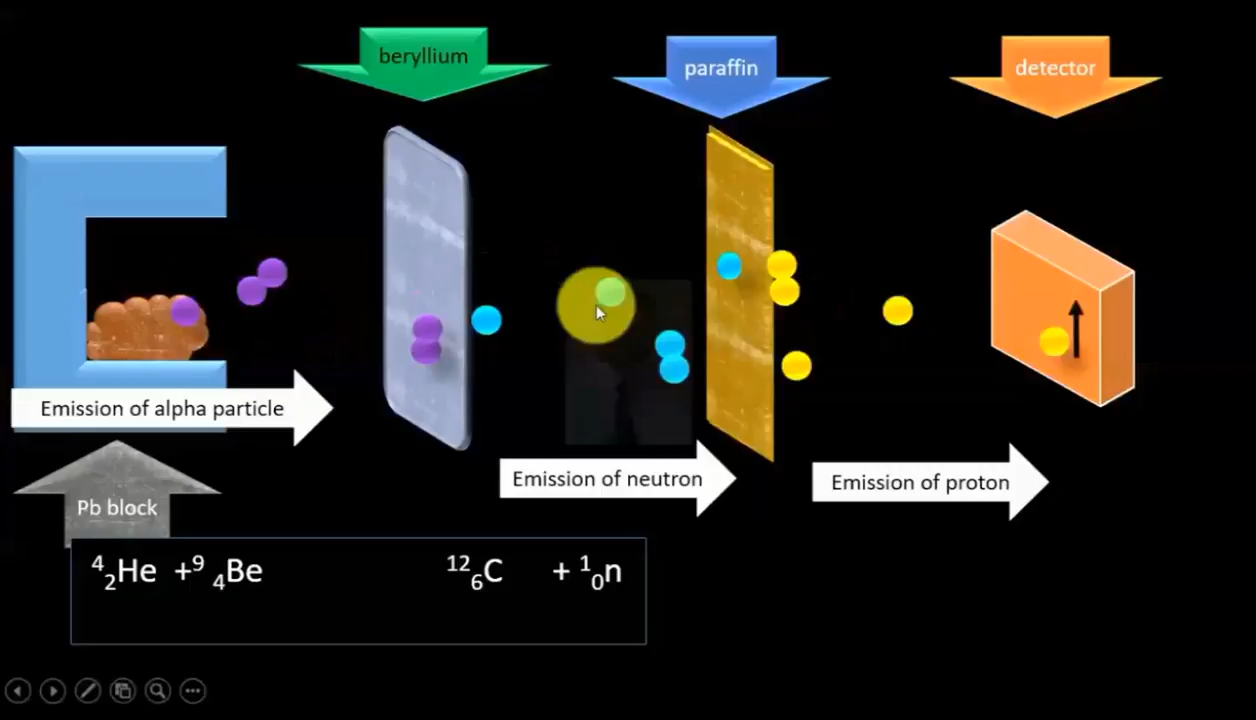 beryllium
paraffin
detector
Emission of alpha particle
Emission of neutron
Emission of proton
Pb block
⁴₂He +⁹₄Be ¹²₆C + ¹₀n